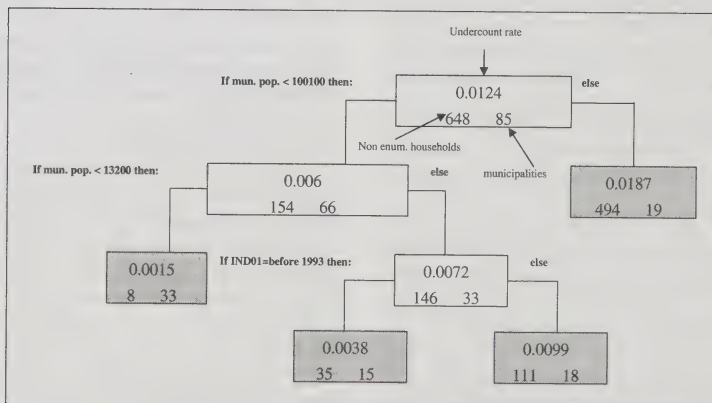 Undercount rate
If mun. pop. < 100100 then:
else
0.0124
648 85
Non enum. households
municipalities
If mun. pop. < 13200 then:
else
0.006
154 66
0.0187
494 19
0.0015
8 33
If IND01=before 1993 then:
else
0.0072
146 33
0.0038
35 15
0.0099
111 18